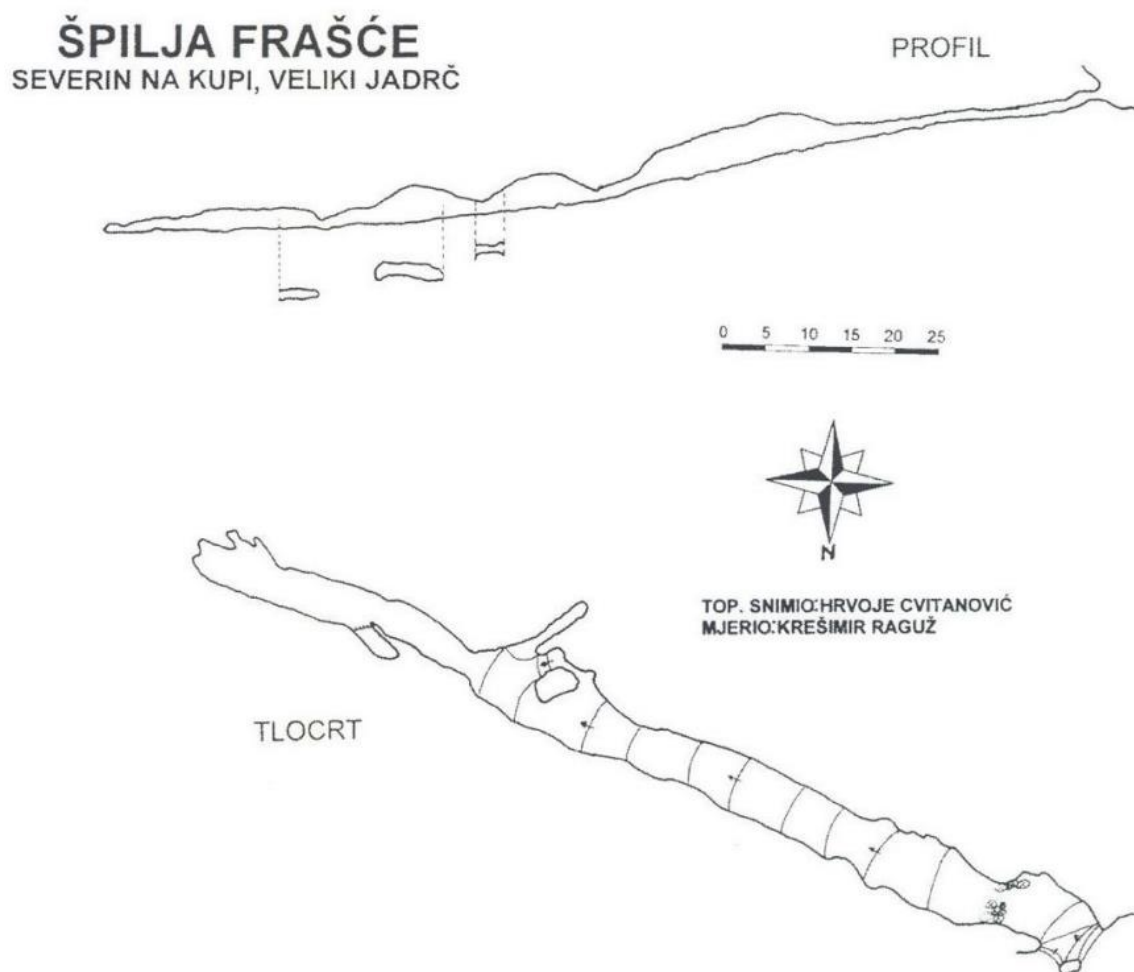 ŠPILJA FRAŠĆE
SEVERIN NA KUPI, VELIKI JADRČ
PROFIL
0 5 10 15 20 25
N
TOP. SNIMIO:HRVOJE CVITANOVIĆ
MJERIO:KREŠIMIR RAGUŽ
TLOCRT